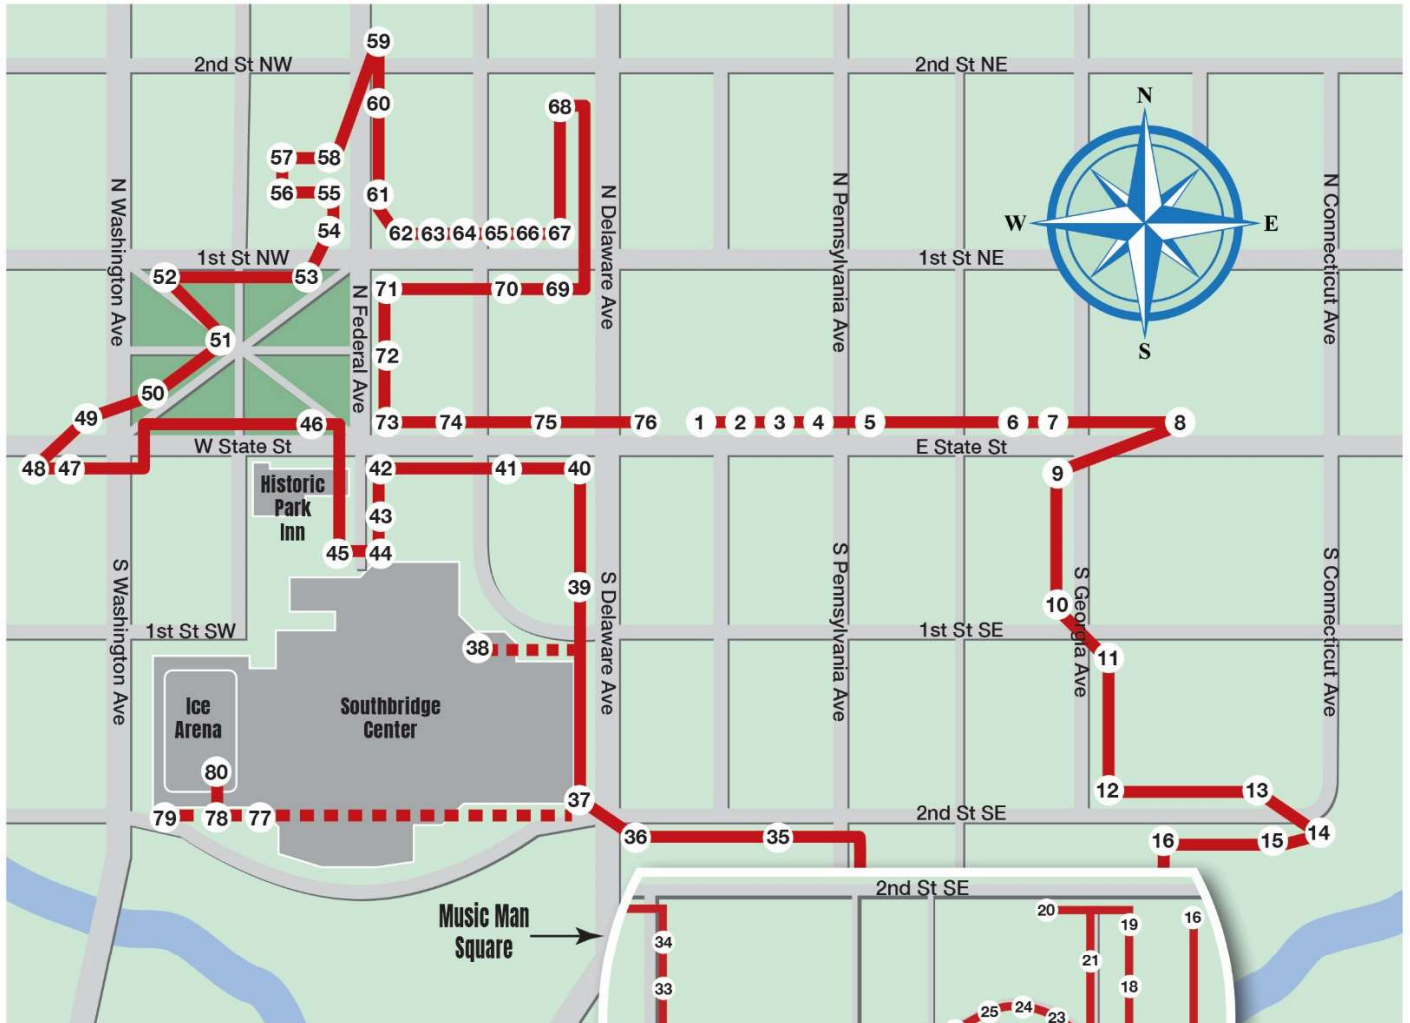 59
2nd St NW
2nd St NE
N
60
68
57
58
56
55
61
54
62
63
64
65
66
67
N Washington Ave
N Delaware Ave
N Pennsylvania Ave
W
E
N Connecticut Ave
1st St NW
1st St NE
52
53
71
70
69
N Federal Ave
51
72
S
50
49
46
73
74
75
76
1
2
3
4
5
6
7
8
W State St
E State St
48
47
42
41
40
9
Historic
Park
Inn
43
45
44
39
10
S Washington Ave
S Delaware Ave
S Pennsylvania Ave
S Georgia Ave
S Connecticut Ave
1st St SW
1st St SE
38
11
Ice
Arena
Southbridge
Center
80
37
12
13
79
78
77
2nd St SE
36
35
16
15
14
2nd St SE
Music Man
Square
20
19
16
34
21
33
18
25
24
23